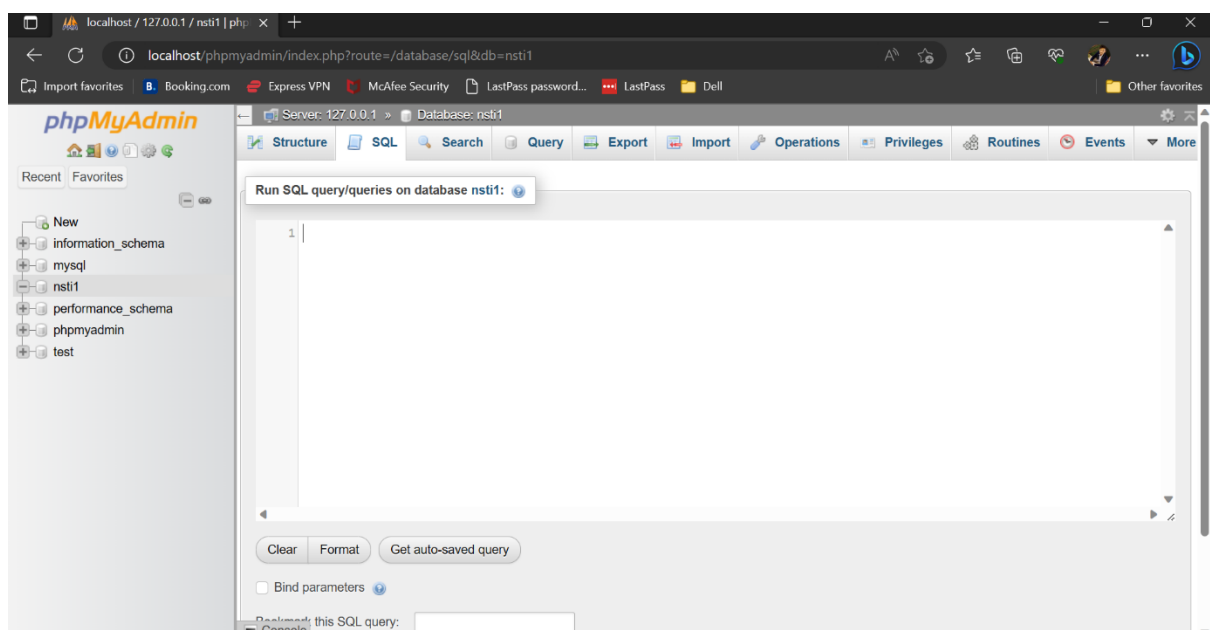 localhost / 127.0.0.1 / nsti1 | php
localhost/phpmyadmin/index.php?route=/database/sql&db=nsti1
Import favorites B. Booking.com Express VPN McAfee Security LastPass password... LastPass Dell Other favorites
phpMyAdmin
Server: 127.0.0.1 » Database: nsti1
Structure SQL Search Query Export Import Operations Privileges Routines Events More
Recent Favorites
Run SQL query/queries on database nsti1:
New
information_schema
mysql
nsti1
performance_schema
phpmyadmin
test
1
Clear Format Get auto-saved query
Bind parameters
Bookmark this SQL query:
Console